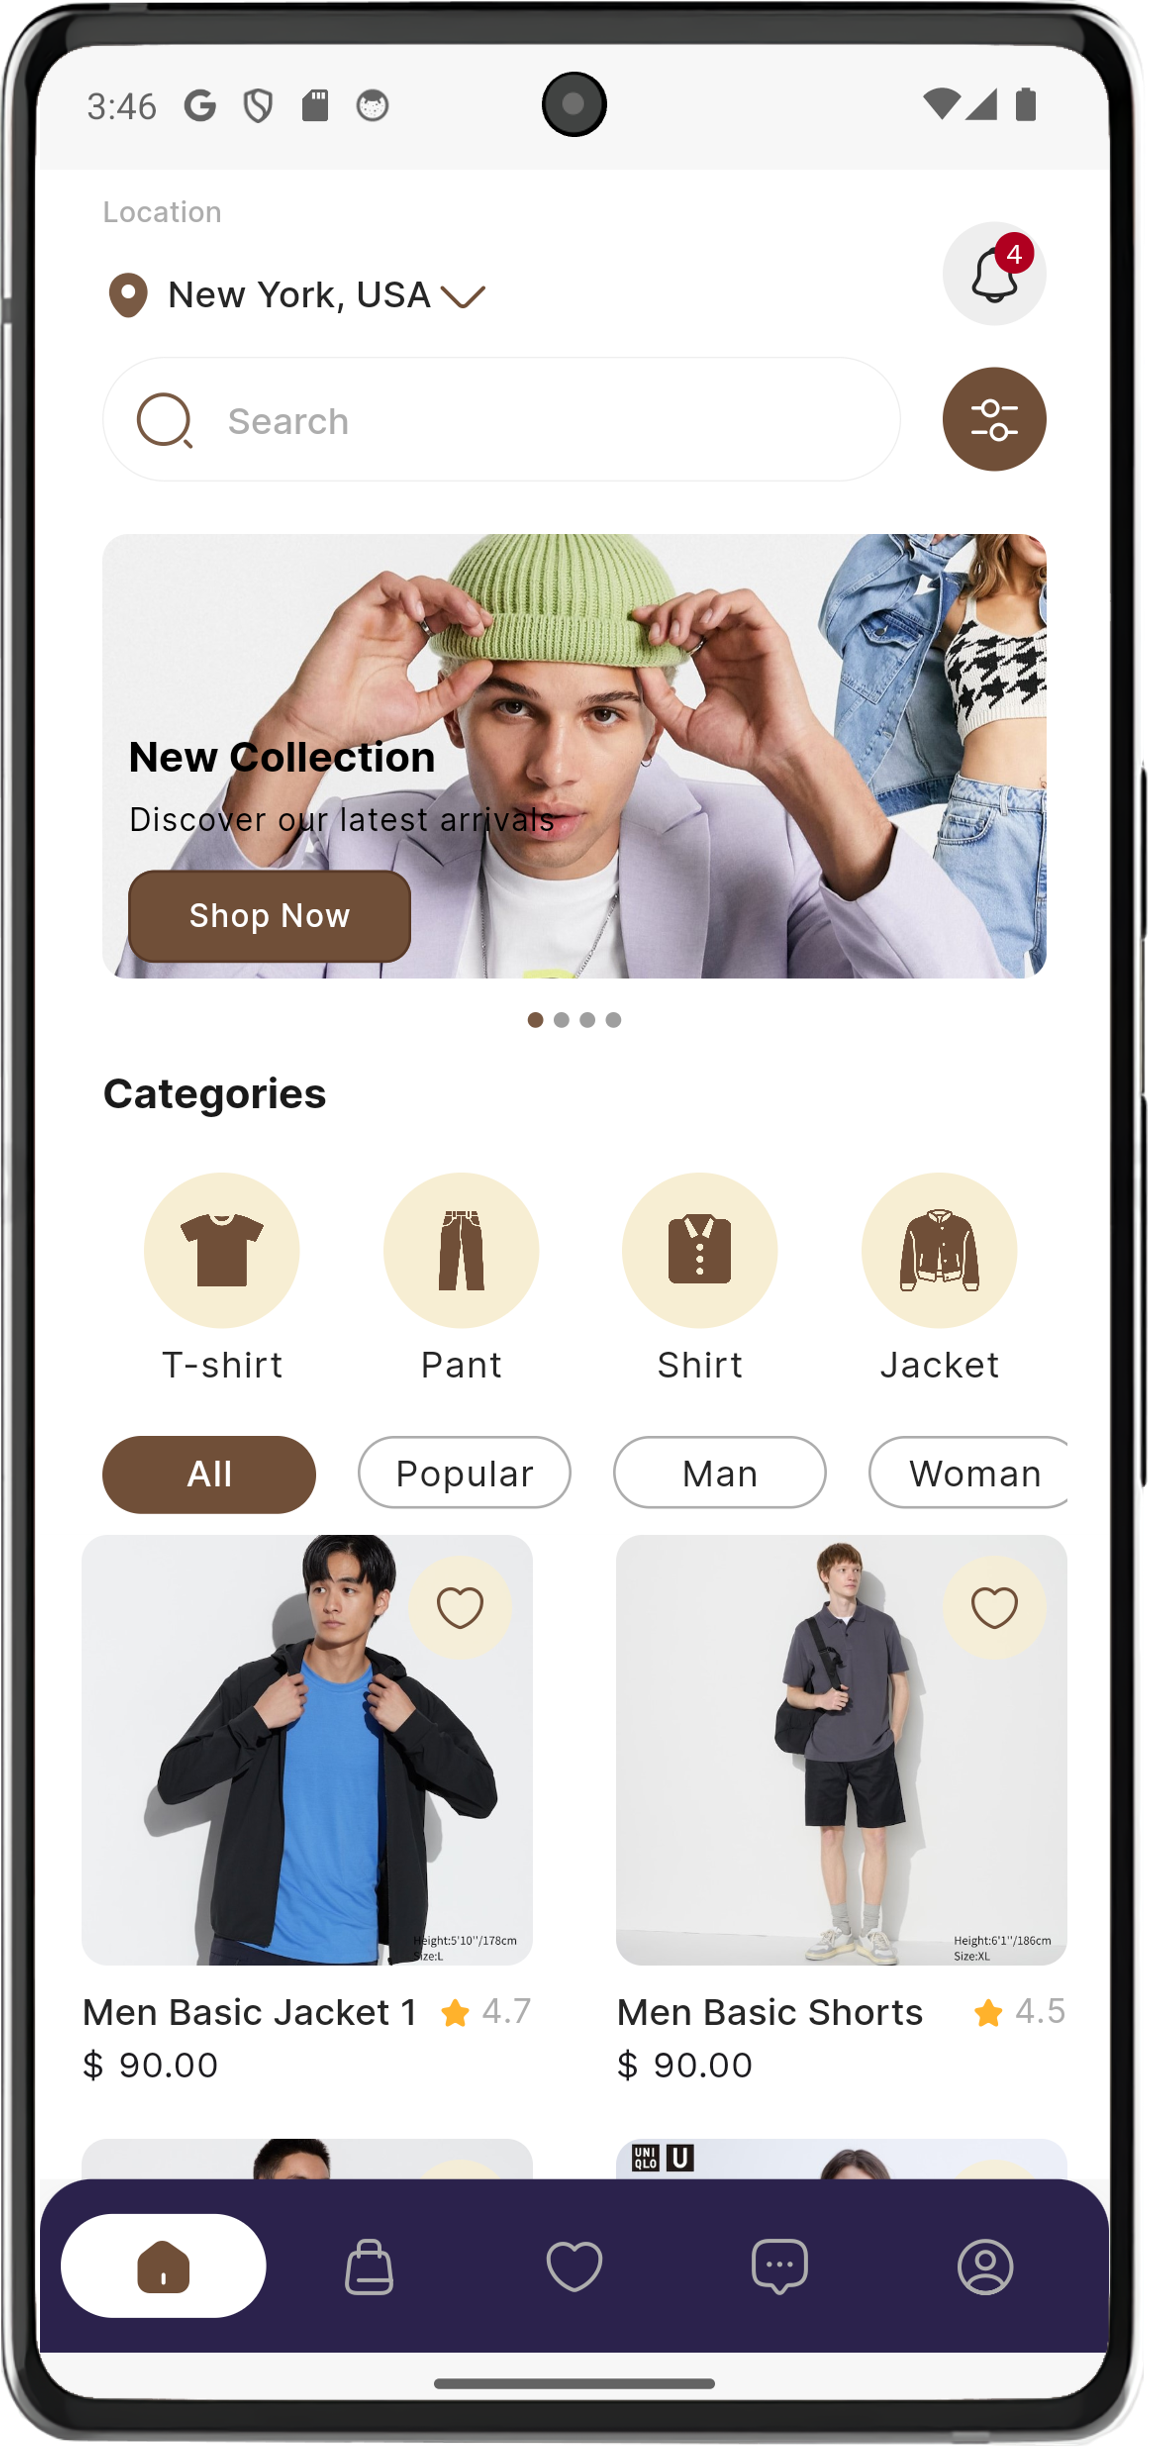 3:46
Location
4
New York, USA
Search
New Collection
Discover our latest arrivals
Shop Now
Categories
T-shirt Pant Shirt Jacket
All Popular Man Woman
Height:5'10''/178cm
Size:L
Height:6'1''/186cm
Size:XL
Men Basic Jacket 1 4.7
$ 90.00
Men Basic Shorts 4.5
$ 90.00
UNI
QLO U